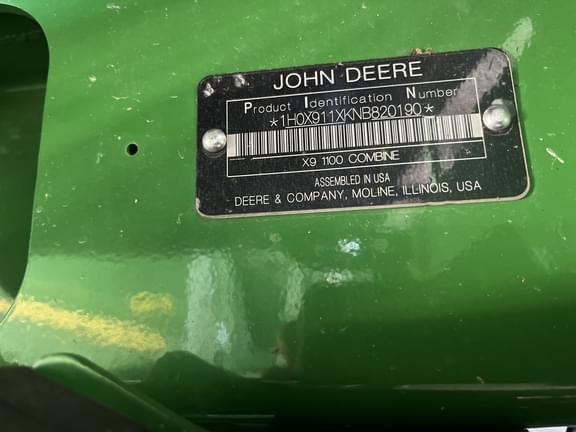 JOHN DEERE
Product Identification Number
*1H0X911XKNB820190*
X9 1100 COMBINE
ASSEMBLED IN USA
DEERE & COMPANY, MOLINE, ILLINOIS, USA